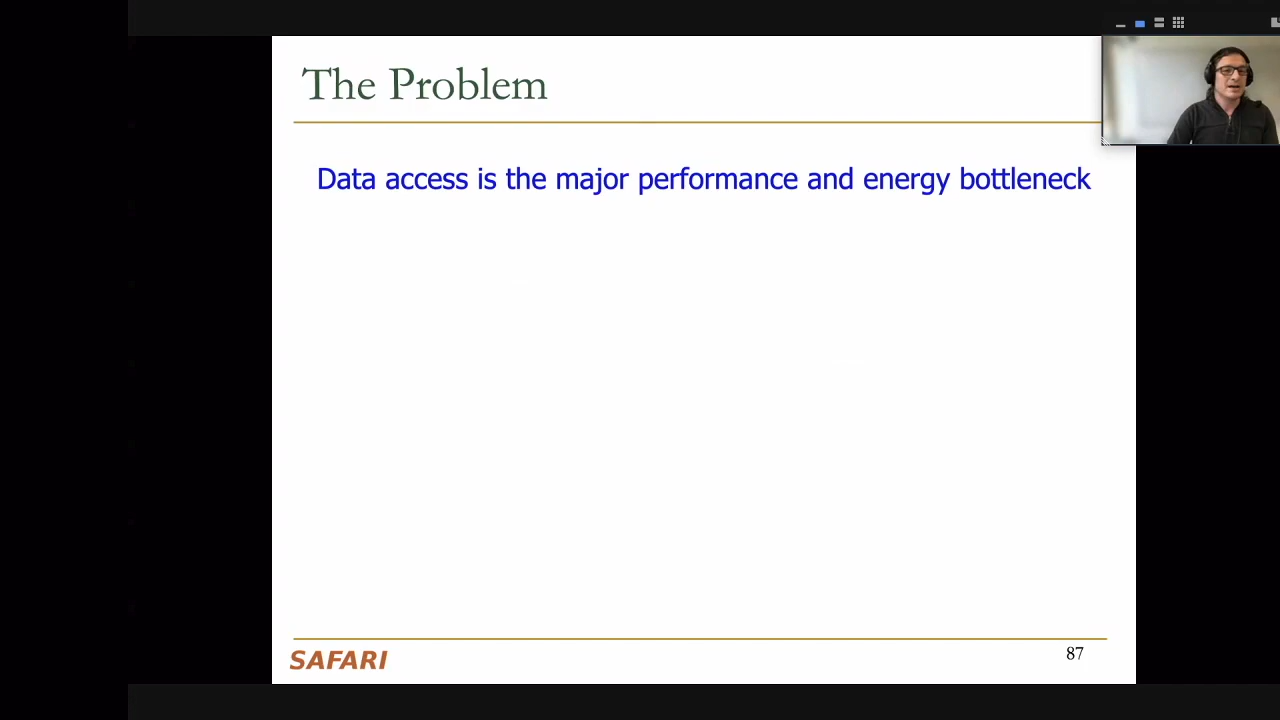 The Problem
Data access is the major performance and energy bottleneck
SAFARI
87